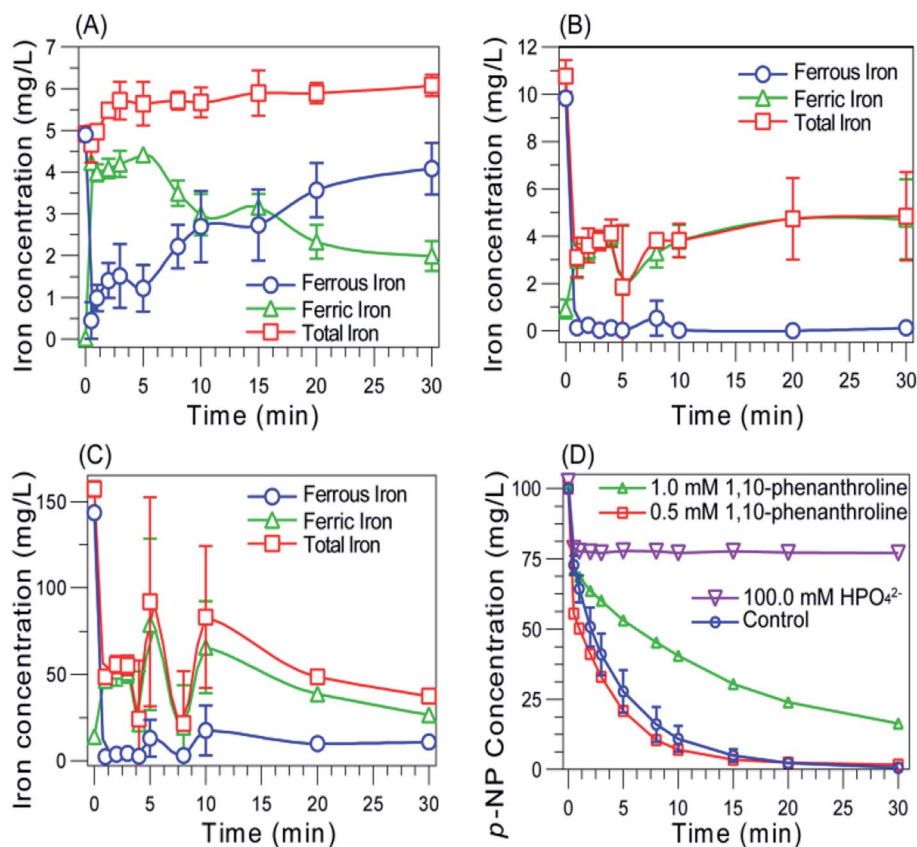 (A)
Iron concentration (mg/L)
7
6
5
4
3
2
1
0
Ferrous Iron
Ferric Iron
Total Iron
0 5 10 15 20 25 30
Time (min)
(B)
Iron concentration (mg/L)
12
10
8
6
4
2
0
Ferrous Iron
Ferric Iron
Total Iron
0 5 10 15 20 25 30
Time (min)
(C)
Iron concentration (mg/L)
150
100
50
0
Ferrous Iron
Ferric Iron
Total Iron
0 5 10 15 20 25 30
Time (min)
(D)
p-NP Concentration (mg/L)
100
75
50
25
0
1.0 mM 1,10-phenanthroline
0.5 mM 1,10-phenanthroline
100.0 mM HPO₄²⁻
Control
0 5 10 15 20 25 30
Time (min)